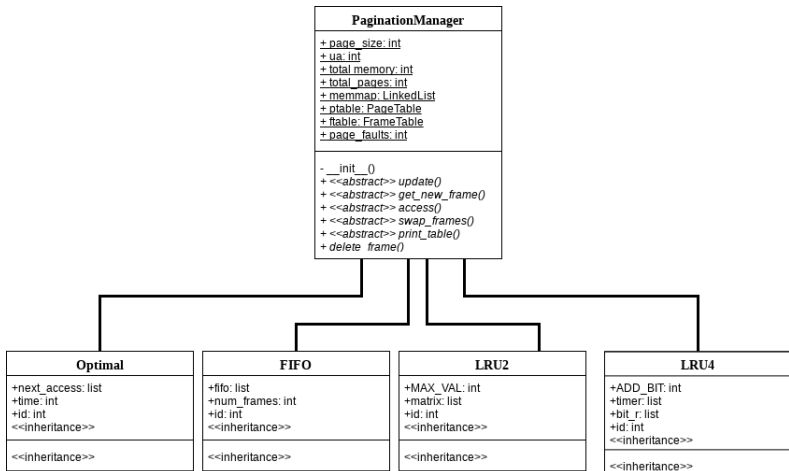 PaginationManager
+ page_size: int
+ ua: int
+ total memory: int
+ total_pages: int
+ memmap: LinkedList
+ ptable: PageTable
+ ftable: FrameTable
+ page_faults: int
- __init__()
+ <<abstract>> update()
+ <<abstract>> get_new_frame()
+ <<abstract>> access()
+ <<abstract>> swap_frames()
+ <<abstract>> print_table()
+ delete_frame()
Optimal
+next_access: list
+time: int
+id: int
<<inheritance>>
<<inheritance>>
FIFO
+fifo: list
+num_frames: int
+id: int
<<inheritance>>
<<inheritance>>
LRU2
+MAX_VAL: int
+matrix: list
+id: int
<<inheritance>>
<<inheritance>>
LRU4
+ADD_BIT: int
+timer: list
+bit_r: list
+id: int
<<inheritance>>
<<inheritance>>